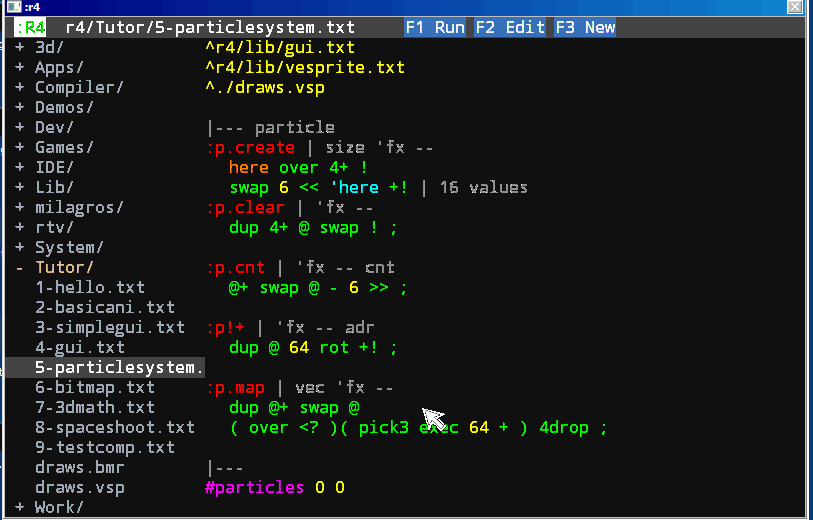 :r4
:R4 r4/Tutor/5-particlesystem.txt F1 Run F2 Edit F3 New
+ 3d/ ^r4/lib/gui.txt
+ Apps/ ^r4/lib/vesprite.txt
+ Compiler/ ^./draws.vsp
+ Demos/
+ Dev/ |--- particle
+ Games/ :p.create | size 'fx --
+ IDE/ here over 4+ !
+ Lib/ swap 6 << 'here +! | 16 values
+ milagros/ :p.clear | 'fx --
+ rtv/ dup 4+ @ swap ! ;
+ System/
- Tutor/ :p.cnt | 'fx -- cnt
1-hello.txt @+ swap @ - 6 >> ;
2-basicani.txt
3-simplegui.txt :p!+ | 'fx -- adr
4-gui.txt dup @ 64 rot +! ;
5-particlesystem.
6-bitmap.txt :p.map | vec 'fx --
7-3dmath.txt dup @+ swap @
8-spaceshoot.txt ( over <? )( pick3 exec 64 + ) 4drop ;
9-testcomp.txt
draws.bmr |---
draws.vsp #particles 0 0
+ Work/